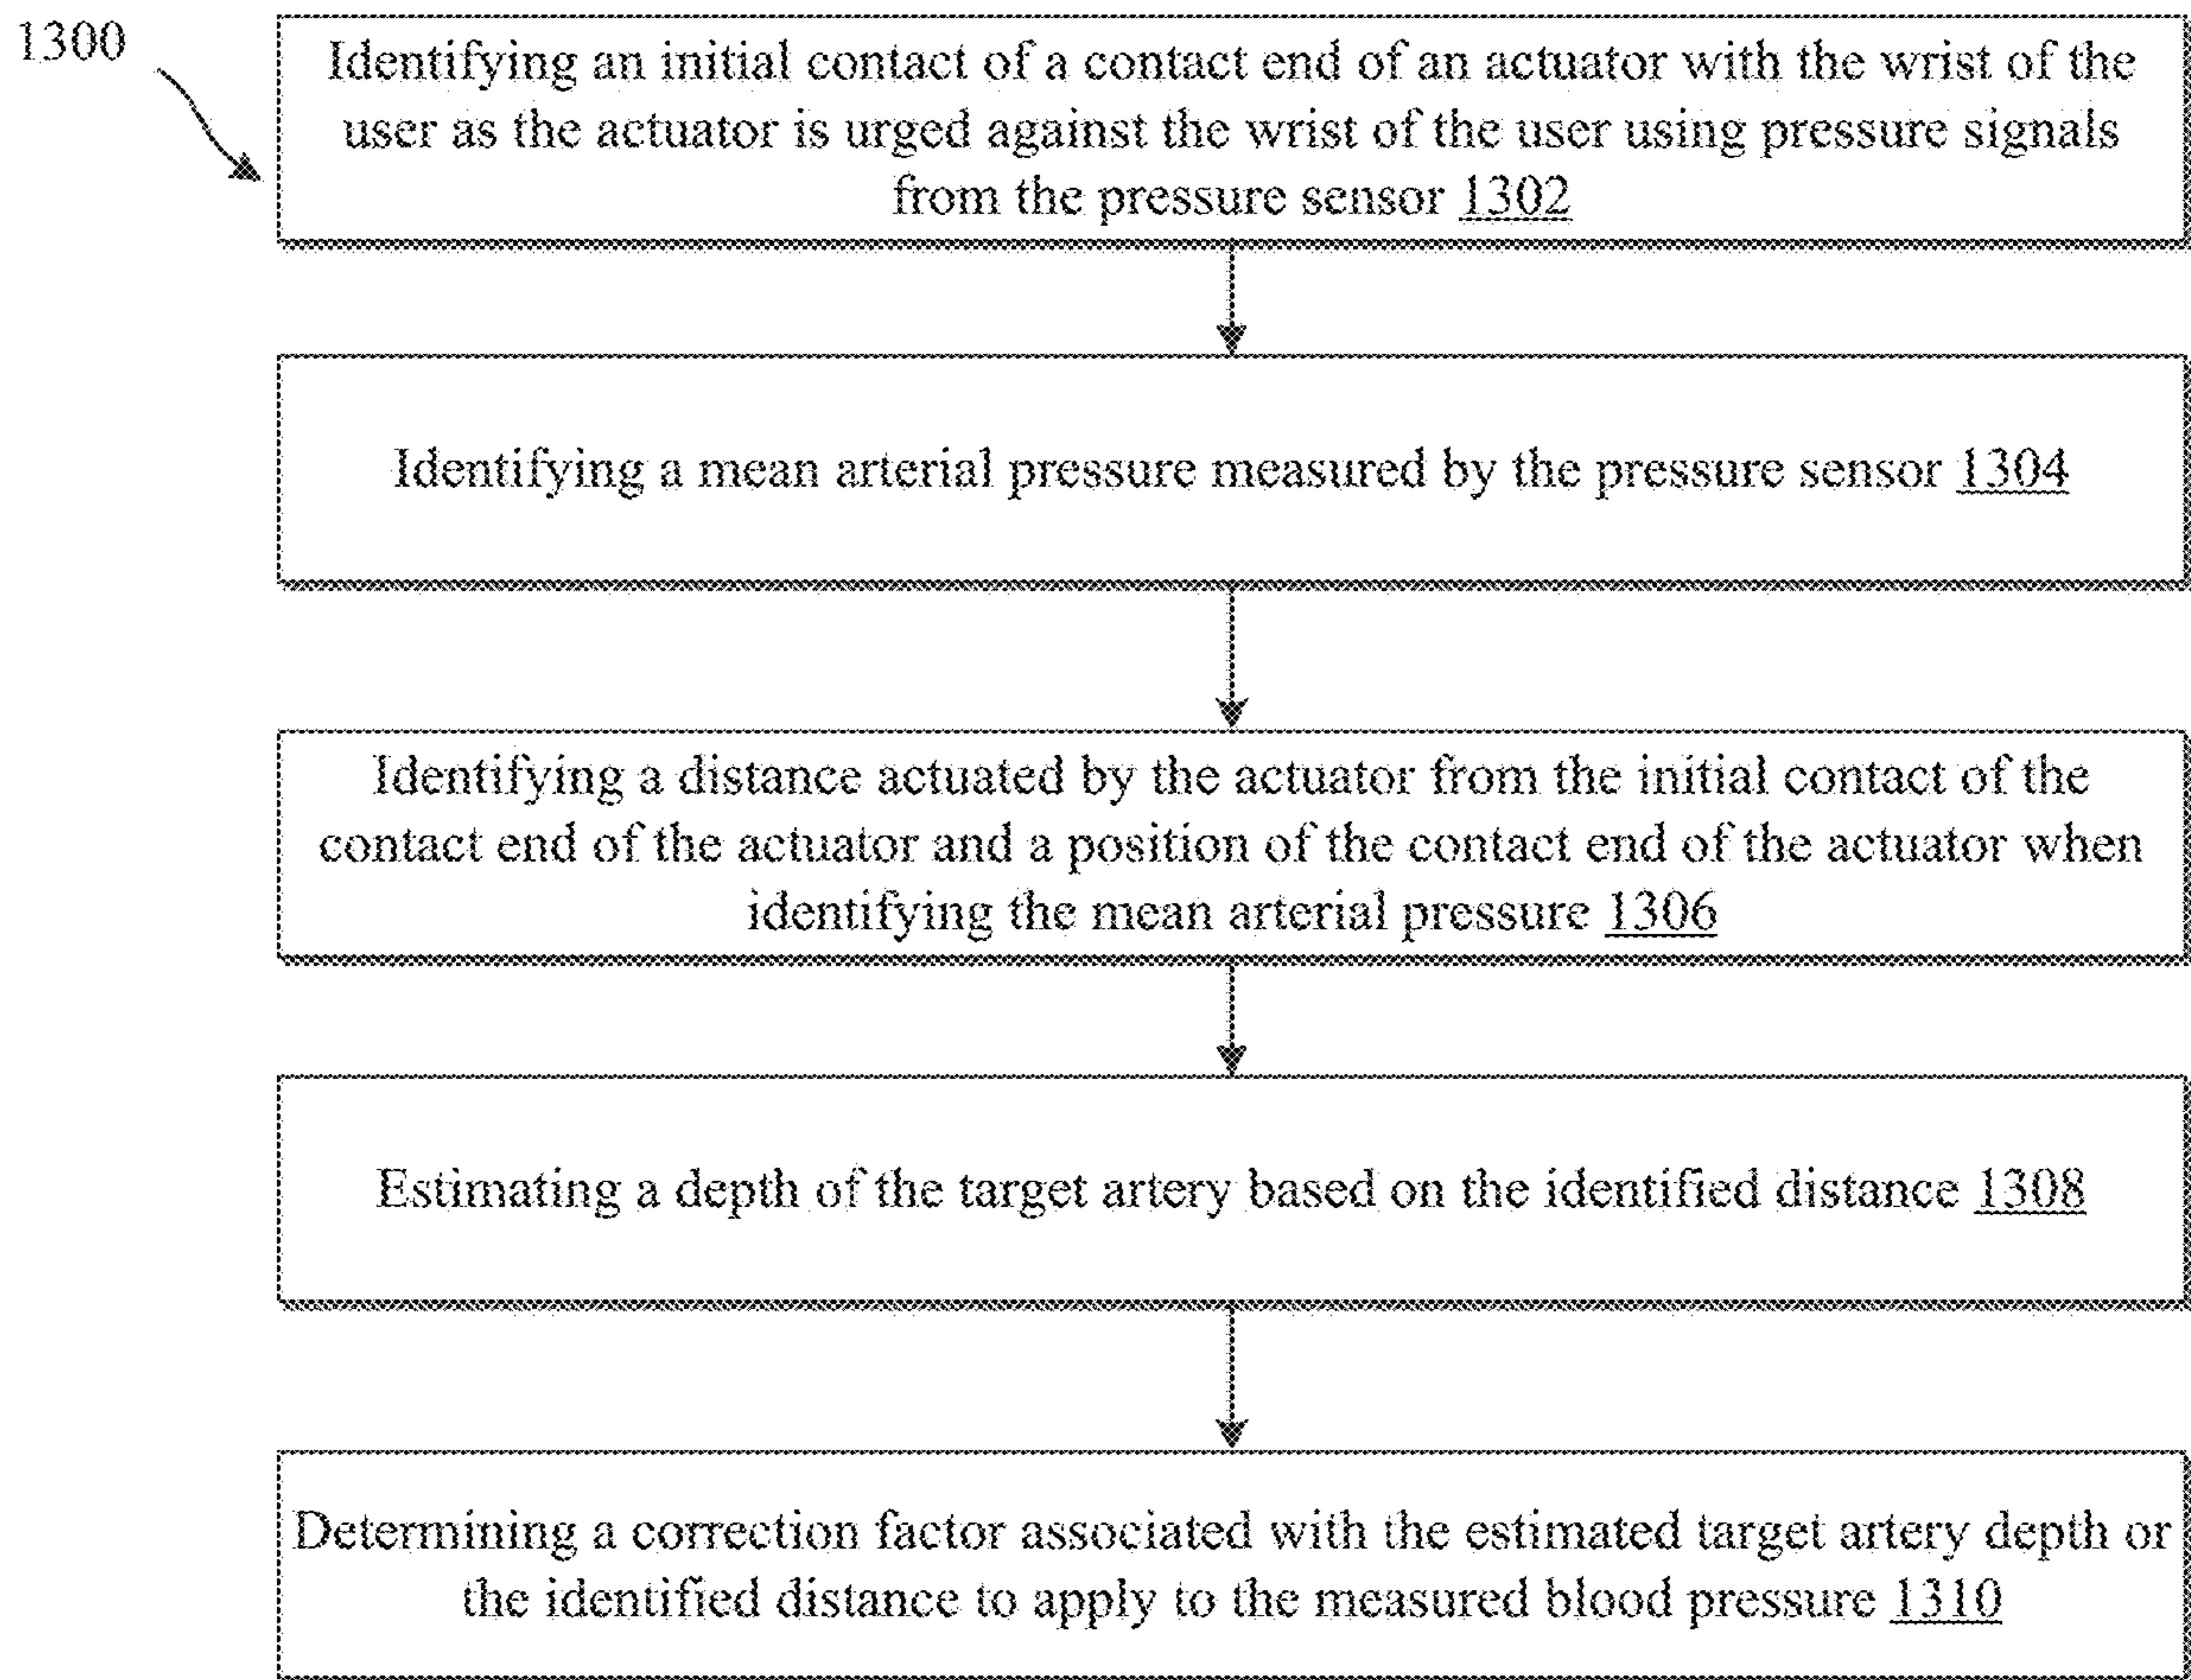 1300
Identifying an initial contact of a contact end of an actuator with the wrist of the
user as the actuator is urged against the wrist of the user using pressure signals
from the pressure sensor 1302
Identifying a mean arterial pressure measured by the pressure sensor 1304
Identifying a distance actuated by the actuator from the initial contact of the
contact end of the actuator and a position of the contact end of the actuator when
identifying the mean arterial pressure 1306
Estimating a depth of the target artery based on the identified distance 1308
Determining a correction factor associated with the estimated target artery depth or
the identified distance to apply to the measured blood pressure 1310